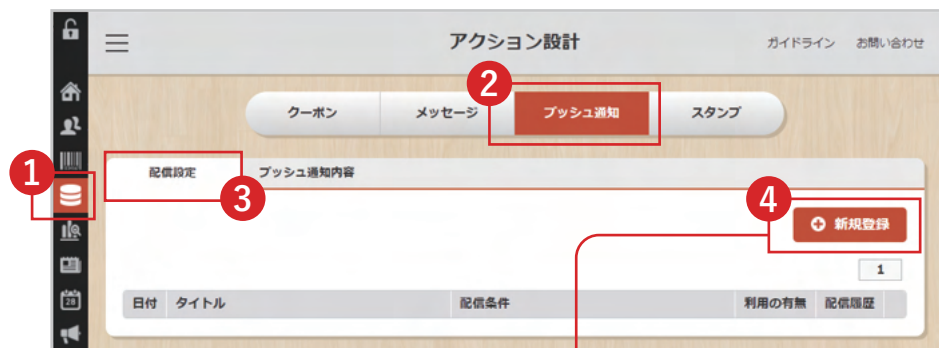 アクション設計
ガイドライン お問い合わせ
2
クーポン メッセージ プッシュ通知 スタンプ
1
配信設定 プッシュ通知内容
3
4
新規登録
1
28
日付 タイトル 配信条件 利用の有無 配信履歴